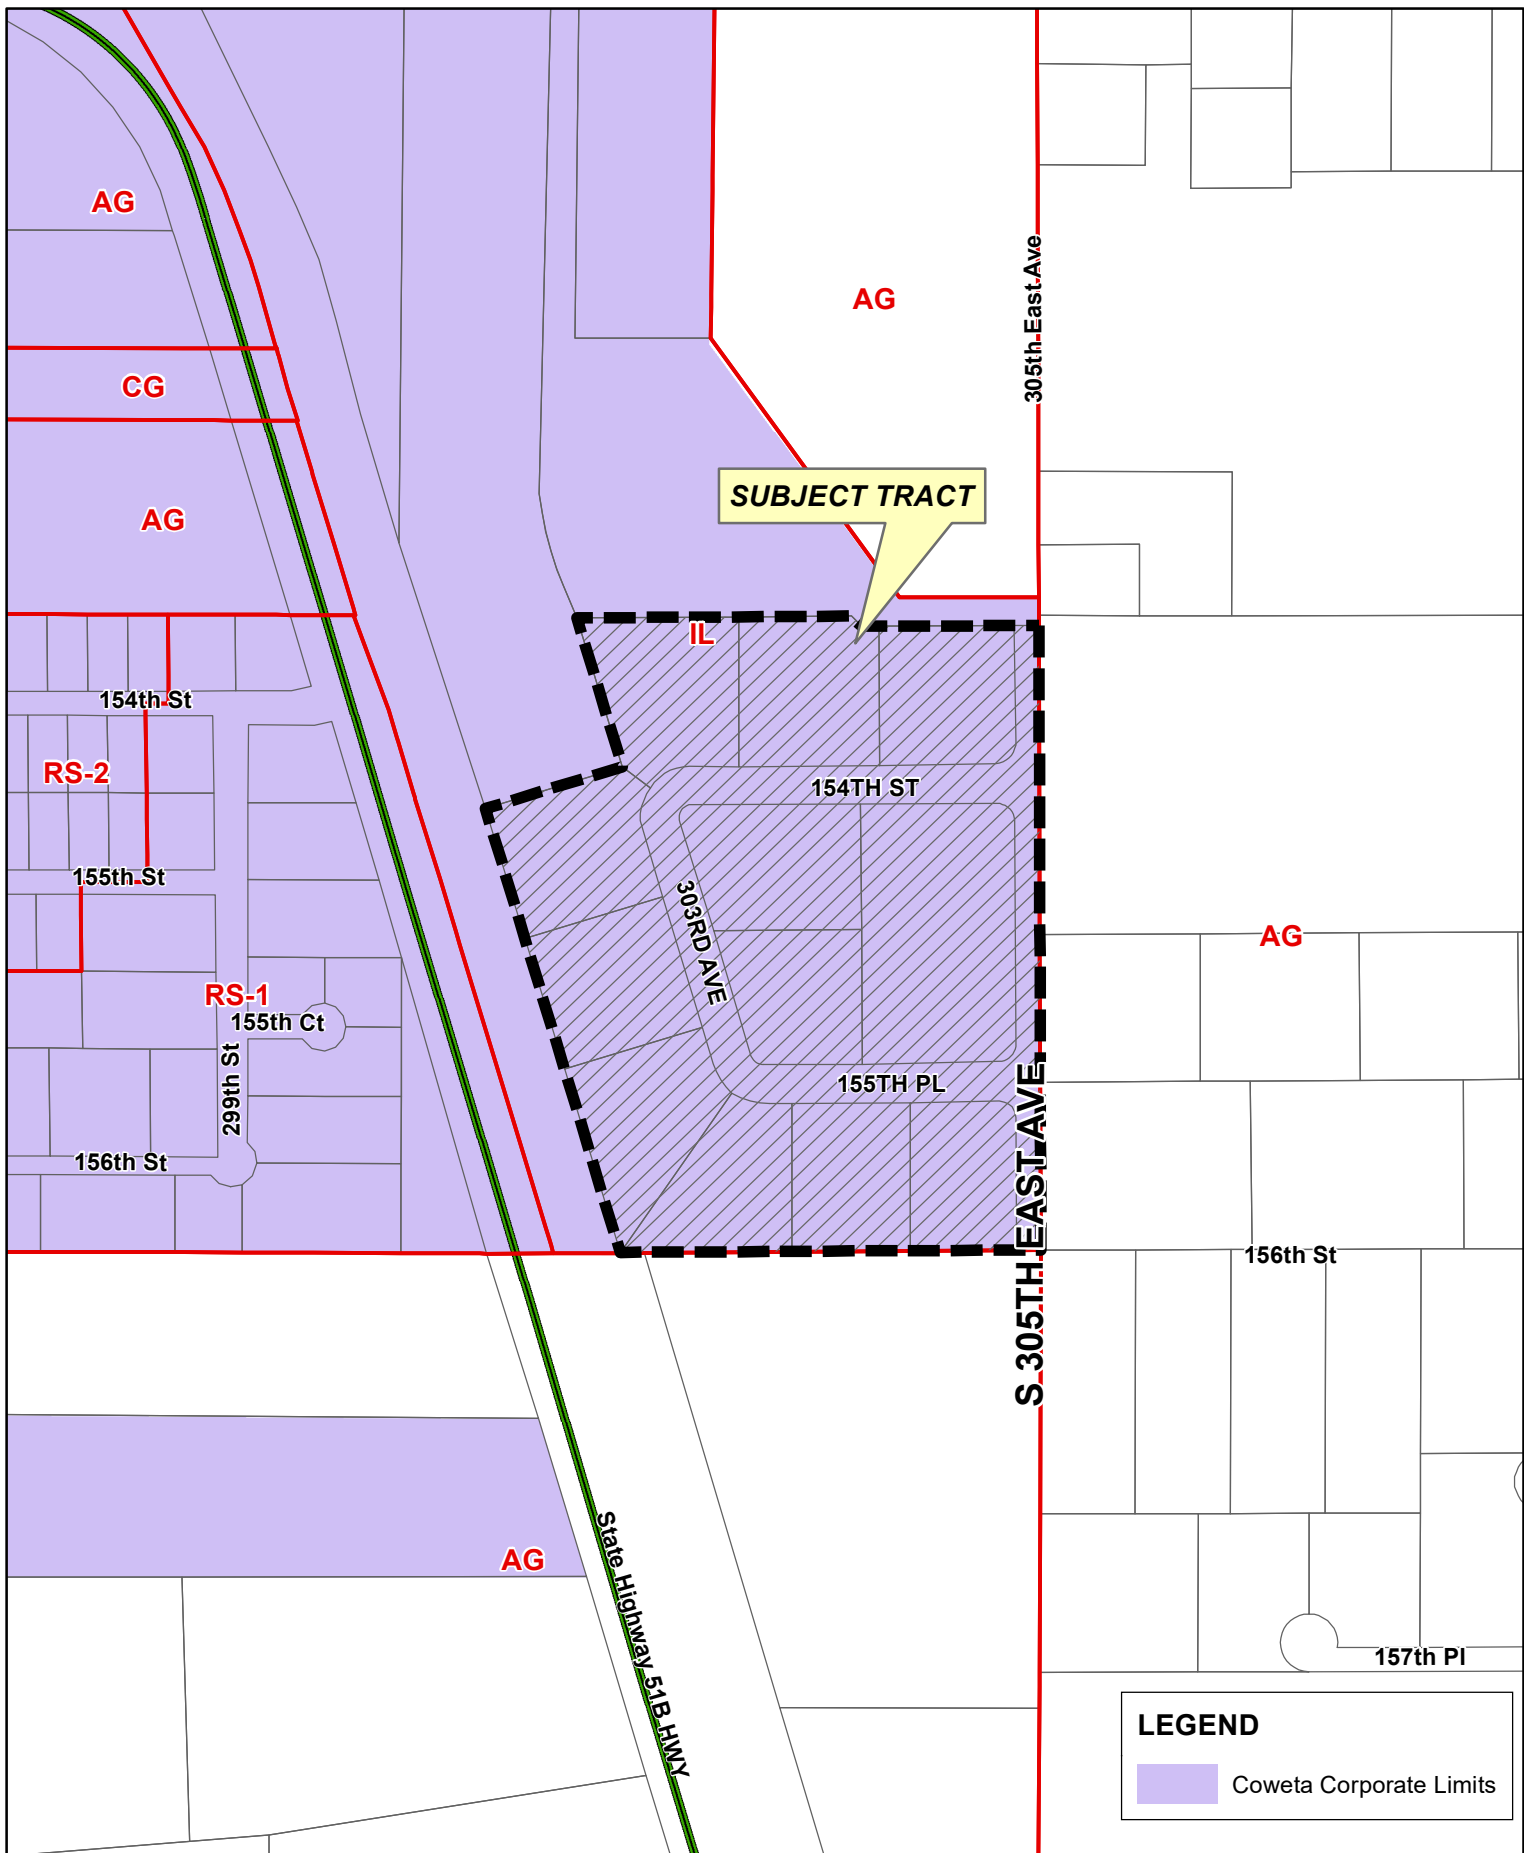 AG
305th East Ave
AG
CG
SUBJECT TRACT
AG
IL
154th St
RS-2
154TH ST
155th St
303RD AVE
AG
RS-1
155th Ct
299th St
155TH PL
156th St
S 305TH EAST AVE
156th St
State Highway 51B HWY
AG
157th Pl
LEGEND
Coweta Corporate Limits